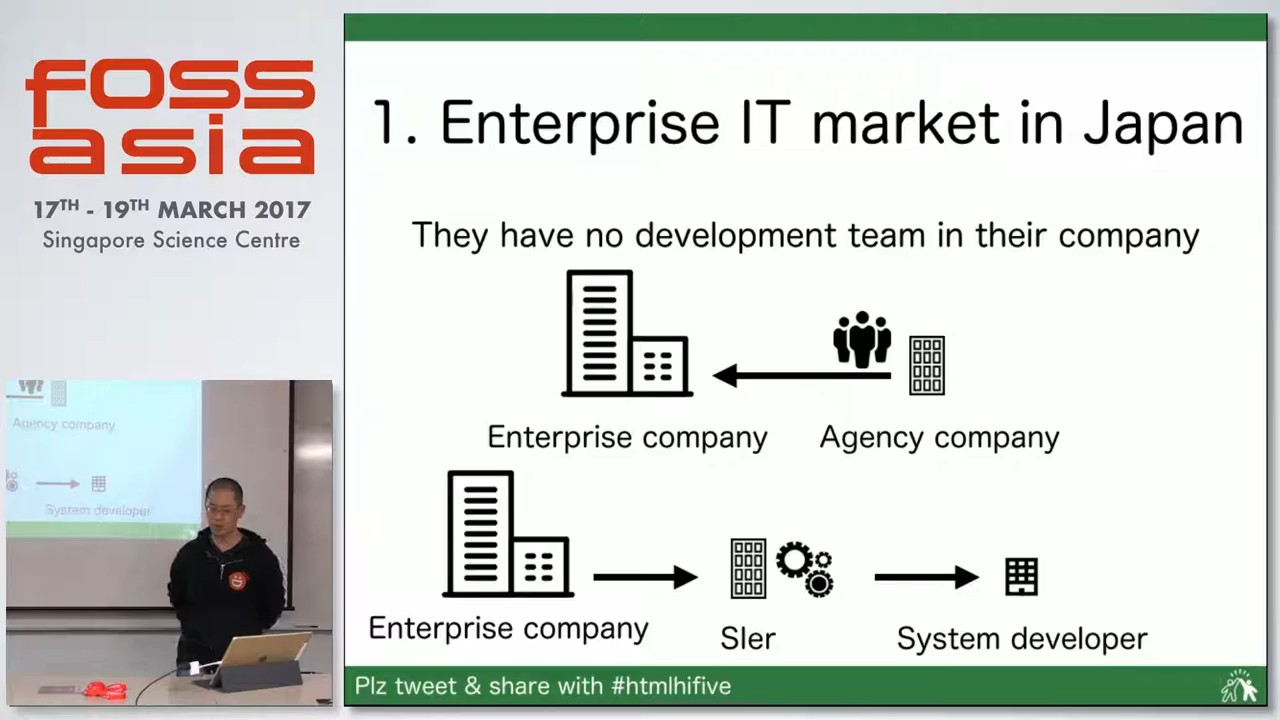 foss
asia
17TH - 19TH MARCH 2017
Singapore Science Centre
1. Enterprise IT market in Japan
They have no development team in their company
Enterprise company
Agency company
Enterprise company
SIer
System developer
Plz tweet & share with #htmlhifive
Agency company
System developer